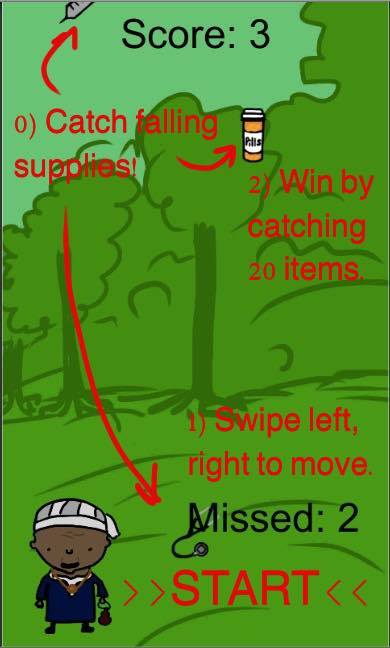 Score: 3
0) Catch falling
supplies!
Pills
2) Win by
catching
20 items.
1) Swipe left,
right to move.
Missed: 2
>>START<<